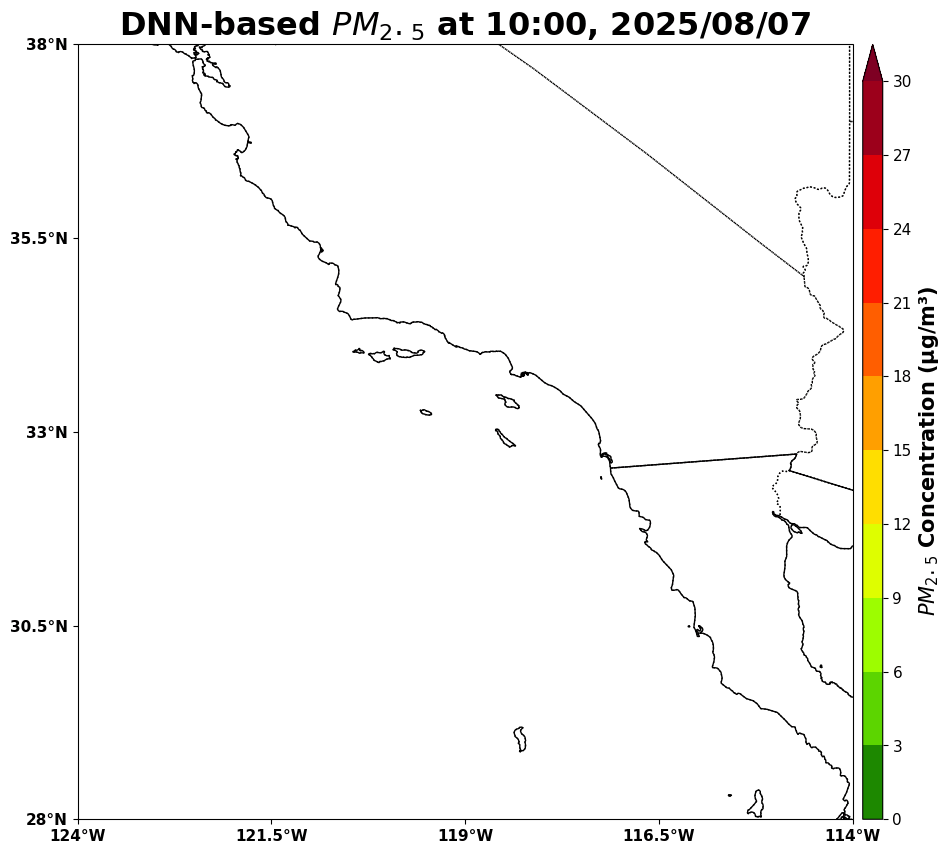 DNN-based PM2.5 at 10:00, 2025/08/07
38°N
35.5°N
33°N
30.5°N
28°N
124°W
121.5°W
119°W
116.5°W
114°W
30
27
24
21
18
15
12
9
6
3
0
PM2.5 Concentration (µg/m³)